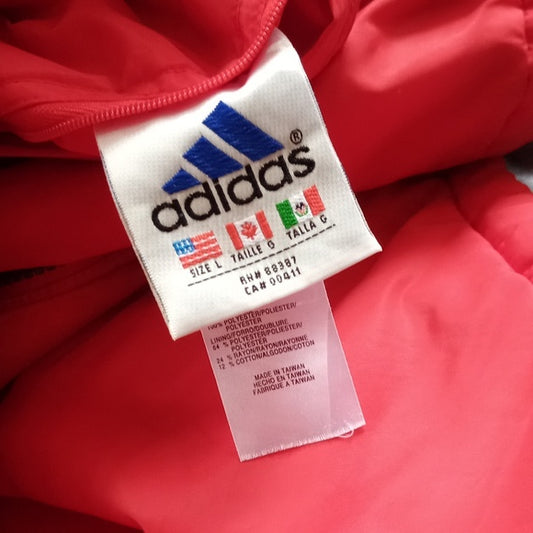 adidas®
SIZE L TAILLE G TALLA G
RN# 88387
CA# 00411
100% POLYESTER/POLIESTER/
POLYESTER
LINING/FORRO/DOUBLURE
64 % POLYESTER/POLIESTER/
POLYESTER
24 % RAYON/RAYON/RAYONNE
12 % COTTON/ALGODON/COTON
MADE IN TAIWAN
HECHO EN TAIWAN
FABRIQUE A TAIWAN